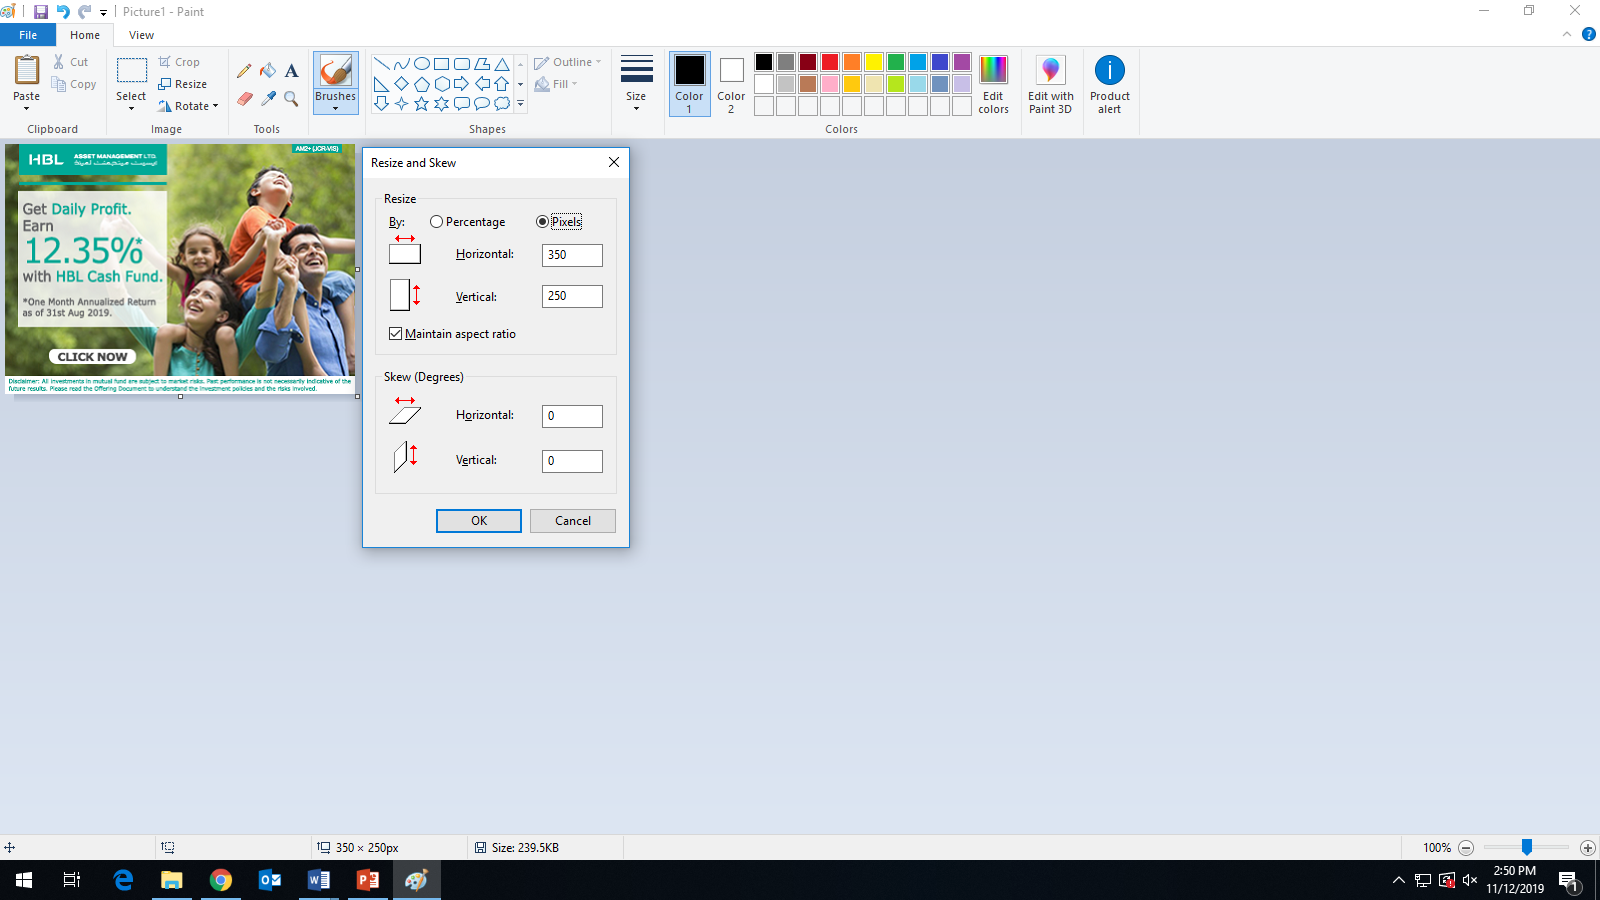 Picture1 - Paint
File
Home
View
Paste
Cut
Copy
Clipboard
Select
Crop
Resize
Rotate
Image
A
Tools
Brushes
Outline
Fill
Shapes
Size
Color 1
Color 2
Colors
Edit colors
Edit with Paint 3D
Product alert
HBL ASSET MANAGEMENT LTD.
AM2+ (JCR-VIS)
Get Daily Profit.
Earn
12.35%*
with HBL Cash Fund.
*One Month Annualized Return
as of 31st Aug 2019.
CLICK NOW
Disclaimer: All investments in mutual fund are subject to market risks. Past performance is not necessarily indicative of the
future results. Please read the Offering Document to understand the investment policies and the risks involved.
Resize and Skew
Resize
By: Percentage Pixels
Horizontal: 350
Vertical: 250
Maintain aspect ratio
Skew (Degrees)
Horizontal: 0
Vertical: 0
OK Cancel
350 × 250px
Size: 239.5KB
100%
2:50 PM
11/12/2019
1